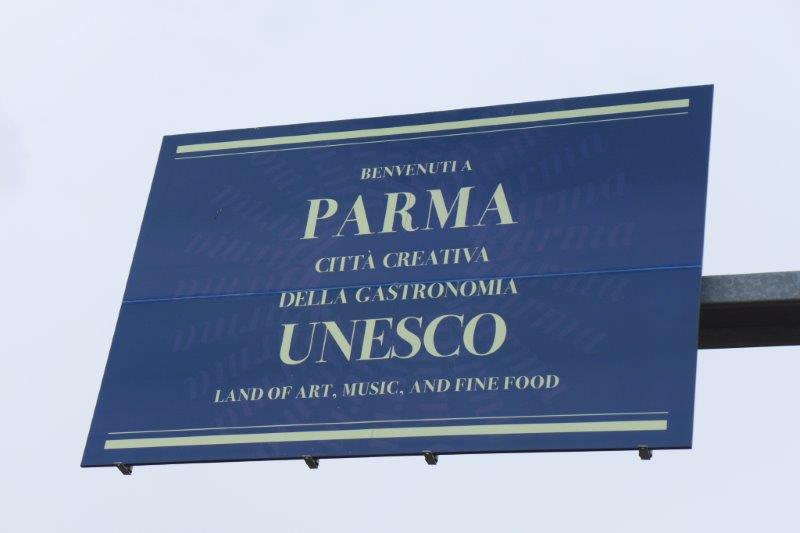 BENVENUTI A
PARMA
CITTÀ CREATIVA
DELLA GASTRONOMIA
UNESCO
LAND OF ART, MUSIC, AND FINE FOOD